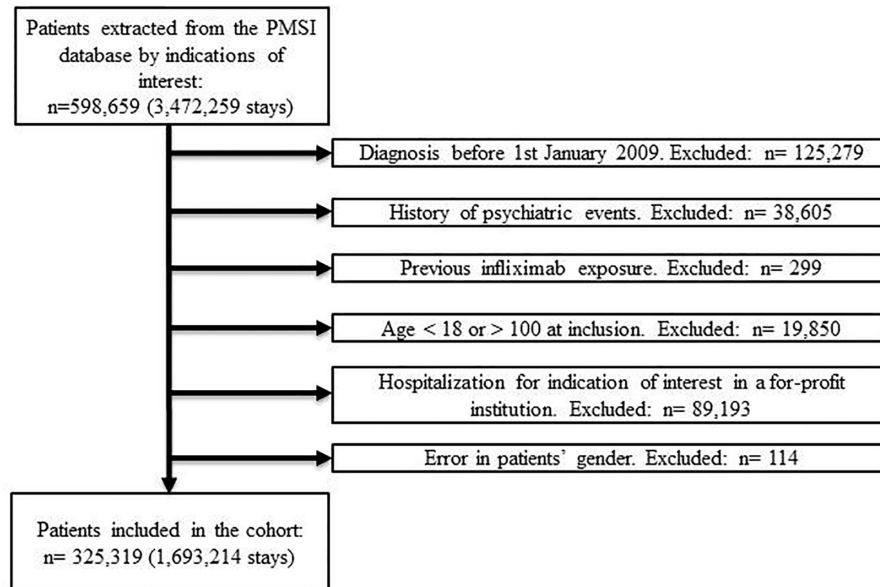 Patients extracted from the PMSI
database by indications of
interest:
n=598,659 (3,472,259 stays)
Diagnosis before 1st January 2009. Excluded: n= 125,279
History of psychiatric events. Excluded: n= 38,605
Previous infliximab exposure. Excluded: n= 299
Age < 18 or > 100 at inclusion. Excluded: n= 19,850
Hospitalization for indication of interest in a for-profit
institution. Excluded: n= 89,193
Error in patients’ gender. Excluded: n= 114
Patients included in the cohort:
n= 325,319 (1,693,214 stays)